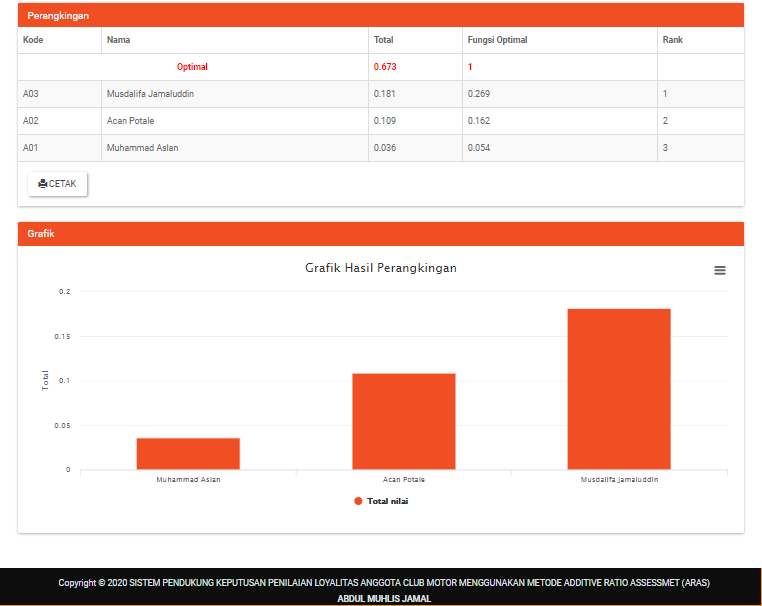 Perangkingan
Kode Nama Total Fungsi Optimal Rank
Optimal 0.673 1
A03 Musdalifa Jamaluddin 0.181 0.269 1
A02 Acan Potale 0.109 0.162 2
A01 Muhammad Aslan 0.036 0.054 3
CETAK
Grafik
Grafik Hasil Perangkingan
0.2
0.15
0.1
0.05
0
Total
Muhammad Aslan Acan Potale Musdalifa Jamaluddin
Total nilai
Copyright © 2020 SISTEM PENDUKUNG KEPUTUSAN PENILAIAN LOYALITAS ANGGOTA CLUB MOTOR MENGGUNAKAN METODE ADDITIVE RATIO ASSESSMET (ARAS)
ABDUL MUHLIS JAMAL